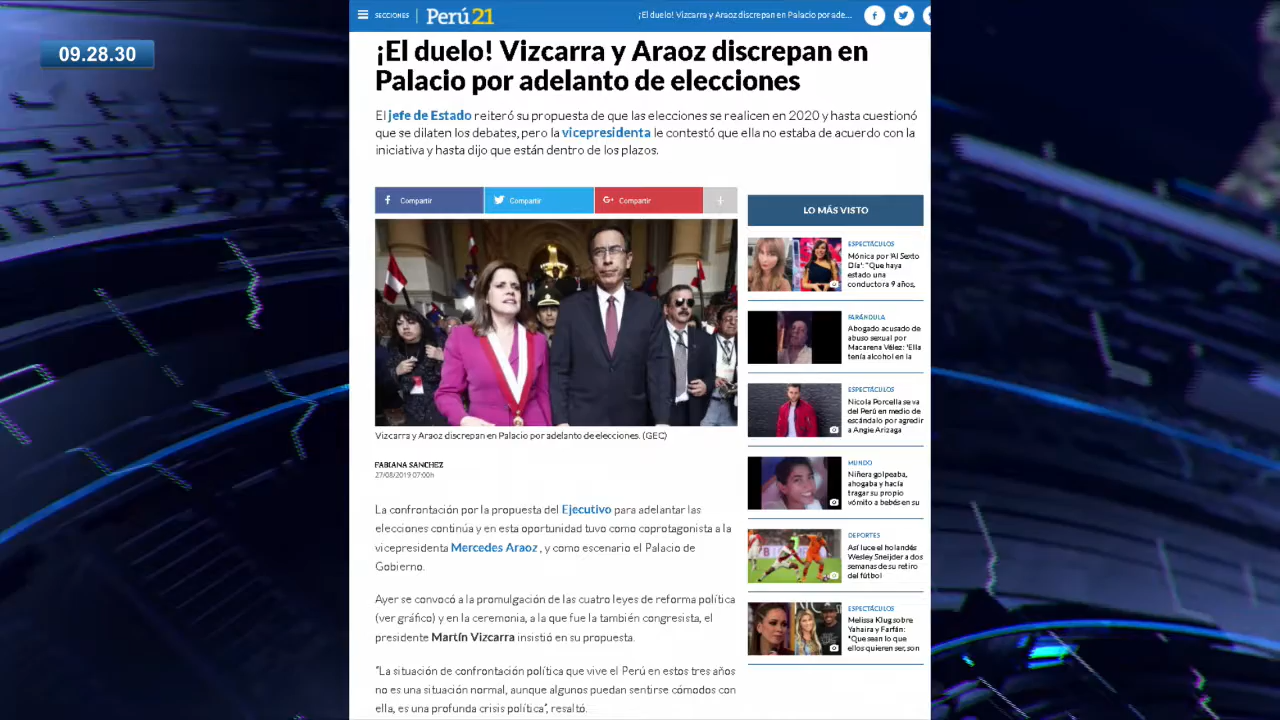 SECCIONES
Perú21
¡El duelo! Vizcarra y Araoz discrepan en Palacio por ade...
09.28.30
¡El duelo! Vizcarra y Araoz discrepan en
Palacio por adelanto de elecciones
El jefe de Estado reiteró su propuesta de que las elecciones se realicen en 2020 y hasta cuestionó
que se dilaten los debates, pero la vicepresidenta le contestó que ella no estaba de acuerdo con la
iniciativa y hasta dijo que están dentro de los plazos.
Compartir
Compartir
G+ Compartir
+
Vizcarra y Araoz discrepan en Palacio por adelanto de elecciones. (GEC)
FABIANA SANCHEZ
27/08/2019 07:00h
La confrontación por la propuesta del Ejecutivo para adelantar las
elecciones continúa y en esta oportunidad tuvo como coprotagonista a la
vicepresidenta Mercedes Araoz , y como escenario el Palacio de
Gobierno.
Ayer se convocó a la promulgación de las cuatro leyes de reforma política
(ver gráfico) y en la ceremonia, a la que fue la también congresista, el
presidente Martín Vizcarra insistió en su propuesta.
“La situación de confrontación política que vive el Perú en estos tres años
no es una situación normal, aunque algunos puedan sentirse cómodos con
ella, es una profunda crisis política”, resaltó.
LO MÁS VISTO
ESPECTÁCULOS
Mónica por 'Al Sexto
Día': "Que haya
estado una
conductora 9 años,
FARÁNDULA
Abogado acusado de
abuso sexual por
Macarena Vélez: 'Ella
tenía alcohol en la
ESPECTÁCULOS
Nicola Porcella se va
del Perú en medio de
escándalo por agredir
a Angie Arizaga
MUNDO
Niñera golpeaba,
ahogaba y hacía
tragar su propio
vómito a bebés en su
DEPORTES
Así luce el holandés
Wesley Sneijder a dos
semanas de su retiro
del fútbol
ESPECTÁCULOS
Melissa Klug sobre
Yahaira y Farfán:
"Que sean lo que
ellos quieren ser, son